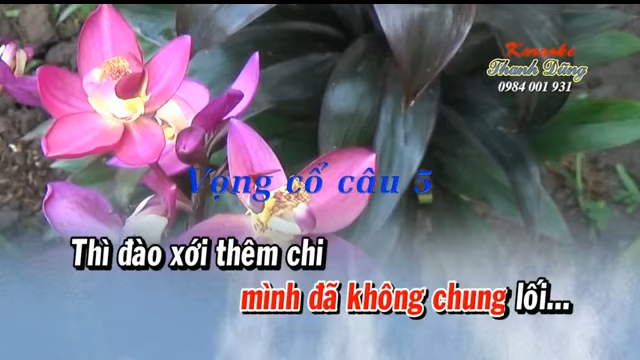 Karaoke
Thanh Dũng
0984 001 931
Vọng cổ câu 5
Thì đào xới thêm chi
mình đã không chung lối...